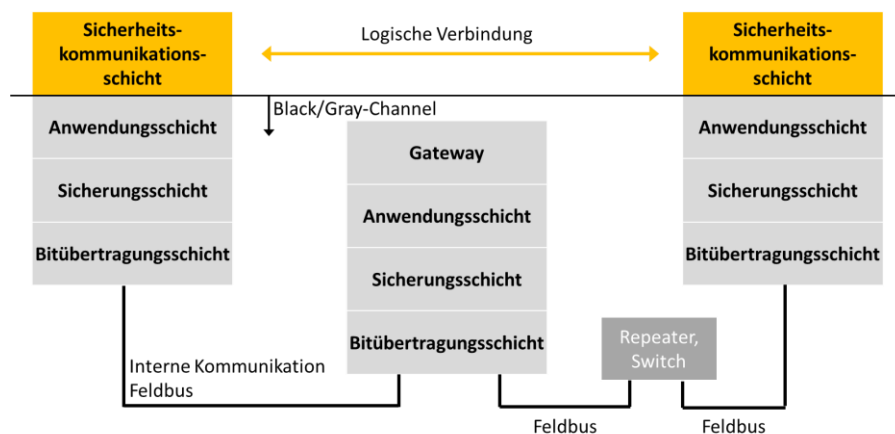 Sicherheits-
kommunikations-
schicht
Logische Verbindung
Sicherheits-
kommunikations-
schicht
Black/Gray-Channel
Anwendungsschicht
Sicherungsschicht
Bitübertragungsschicht
Gateway
Anwendungsschicht
Sicherungsschicht
Bitübertragungsschicht
Anwendungsschicht
Sicherungsschicht
Bitübertragungsschicht
Repeater,
Switch
Interne Kommunikation
Feldbus
Feldbus
Feldbus